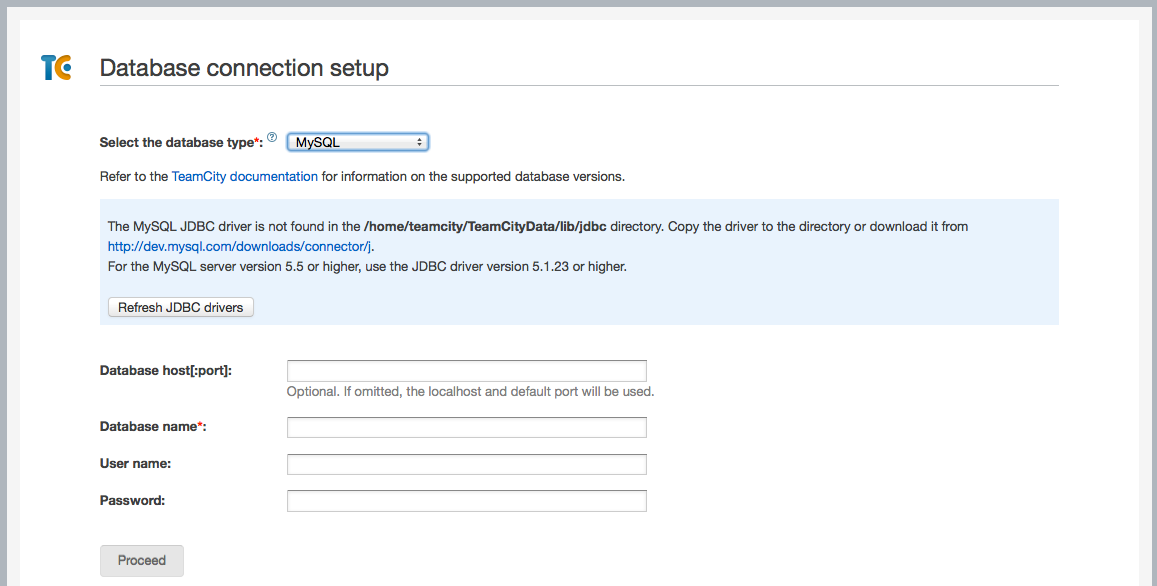 TC
Database connection setup
Select the database type*: ?
MySQL
Refer to the TeamCity documentation for information on the supported database versions.
The MySQL JDBC driver is not found in the /home/teamcity/TeamCityData/lib/jdbc directory. Copy the driver to the directory or download it from
http://dev.mysql.com/downloads/connector/j.
For the MySQL server version 5.5 or higher, use the JDBC driver version 5.1.23 or higher.
Refresh JDBC drivers
Database host[:port]:
Optional. If omitted, the localhost and default port will be used.
Database name*:
User name:
Password:
Proceed